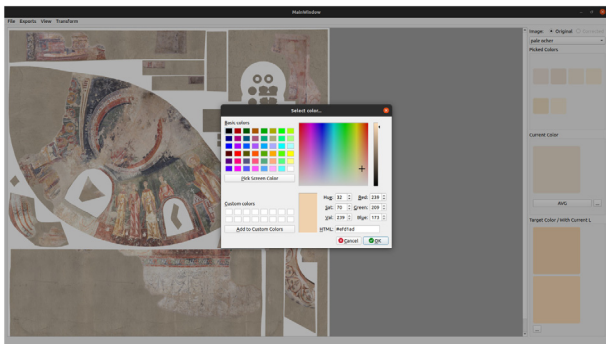 MainWindow
File Exports View Transform
Image: Original Corrected
pale ochre
Picked Colors
Select color...
Basic colors
Pick Screen Color
Custom colors
Add to Custom Colors
Hue: 32 Red: 239
Sat: 70 Green: 209
Val: 239 Blue: 173
HTML: #efd1ad
Cancel OK
Current Color
AVG ...
Target Color / With Current L
...